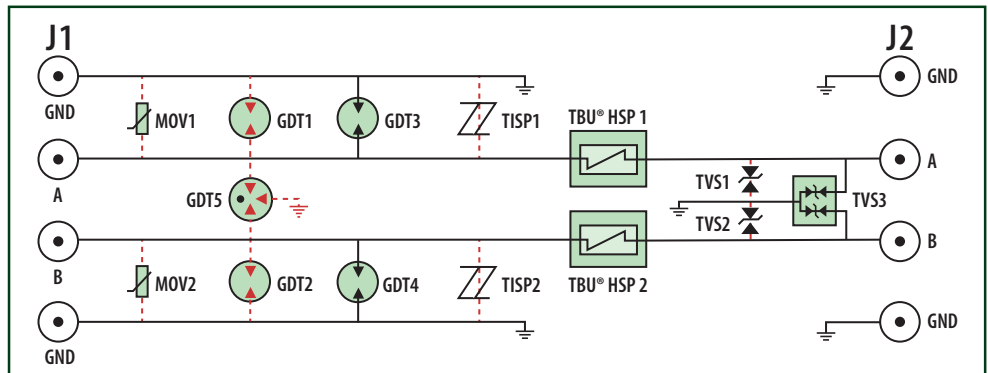 J1
J2
GND
GND
MOV1
GDT1
GDT3
TISP1
TBU® HSP 1
A
A
GDT5
TVS1
TVS3
TVS2
B
B
MOV2
GDT2
GDT4
TISP2
TBU® HSP 2
GND
GND